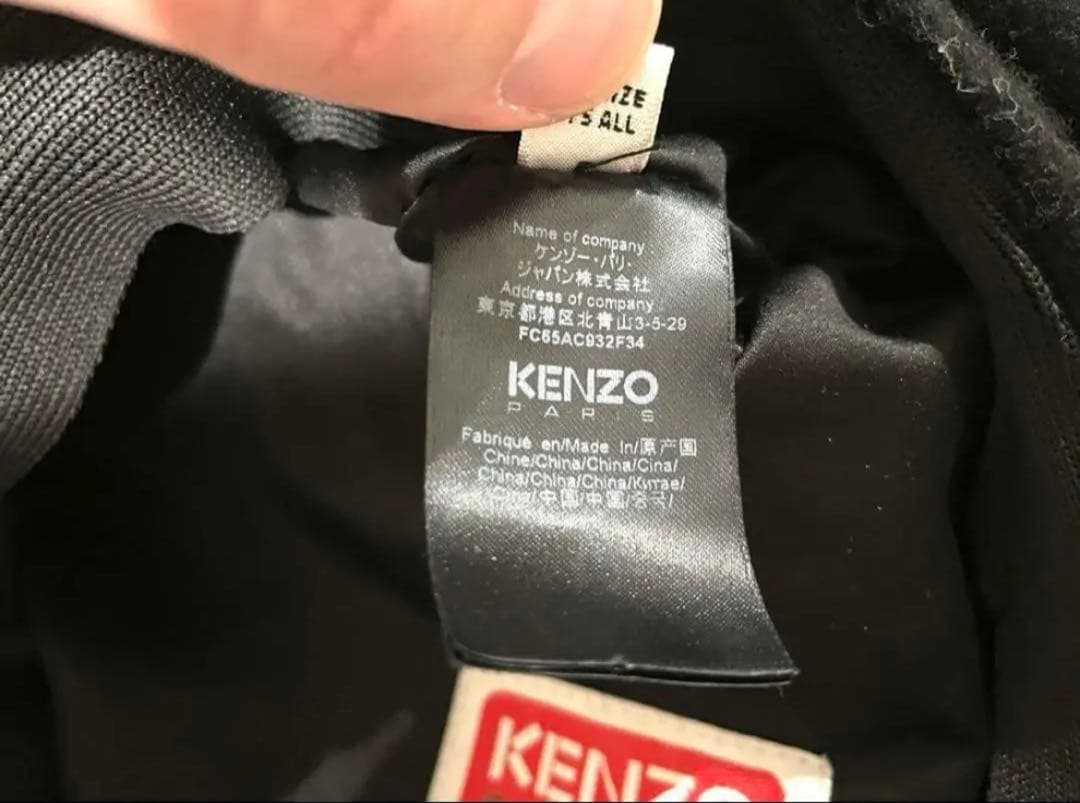 ALL
Name of company
ケンゾー・パリ・
ジャパン株式会社
Address of company
東京都港区北青山3-5-29
FC65AC932F34
KENZO
PARIS
Fabriqué en/Made In/原产国
Chine/China/China/Cina/
China/China/China/Китае/
Cina/中国/中国/중국/
KENZO